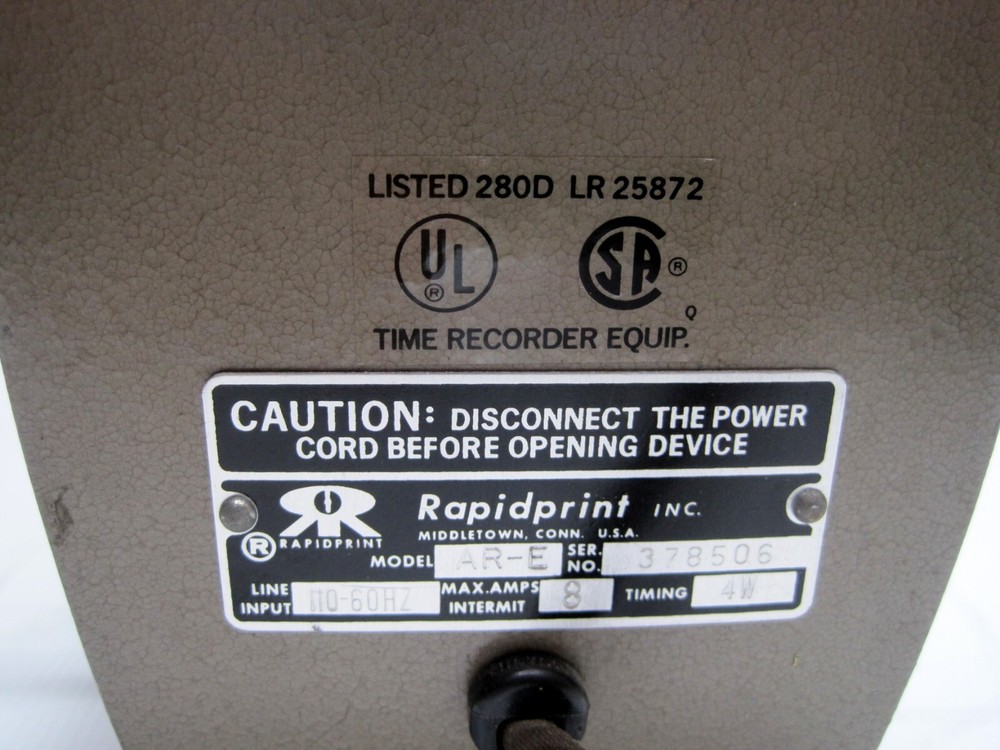 LISTED 280D LR 25872
UL ® SA ®
Q
TIME RECORDER EQUIP.
CAUTION: DISCONNECT THE POWER
CORD BEFORE OPENING DEVICE
Rapidprint INC.
® RAPIDPRINT
MIDDLETOWN, CONN. U.S.A.
MODEL AR-E SER. NO. 378506
LINE INPUT 110-60HZ MAX.AMPS INTERMIT 8 TIMING 4W